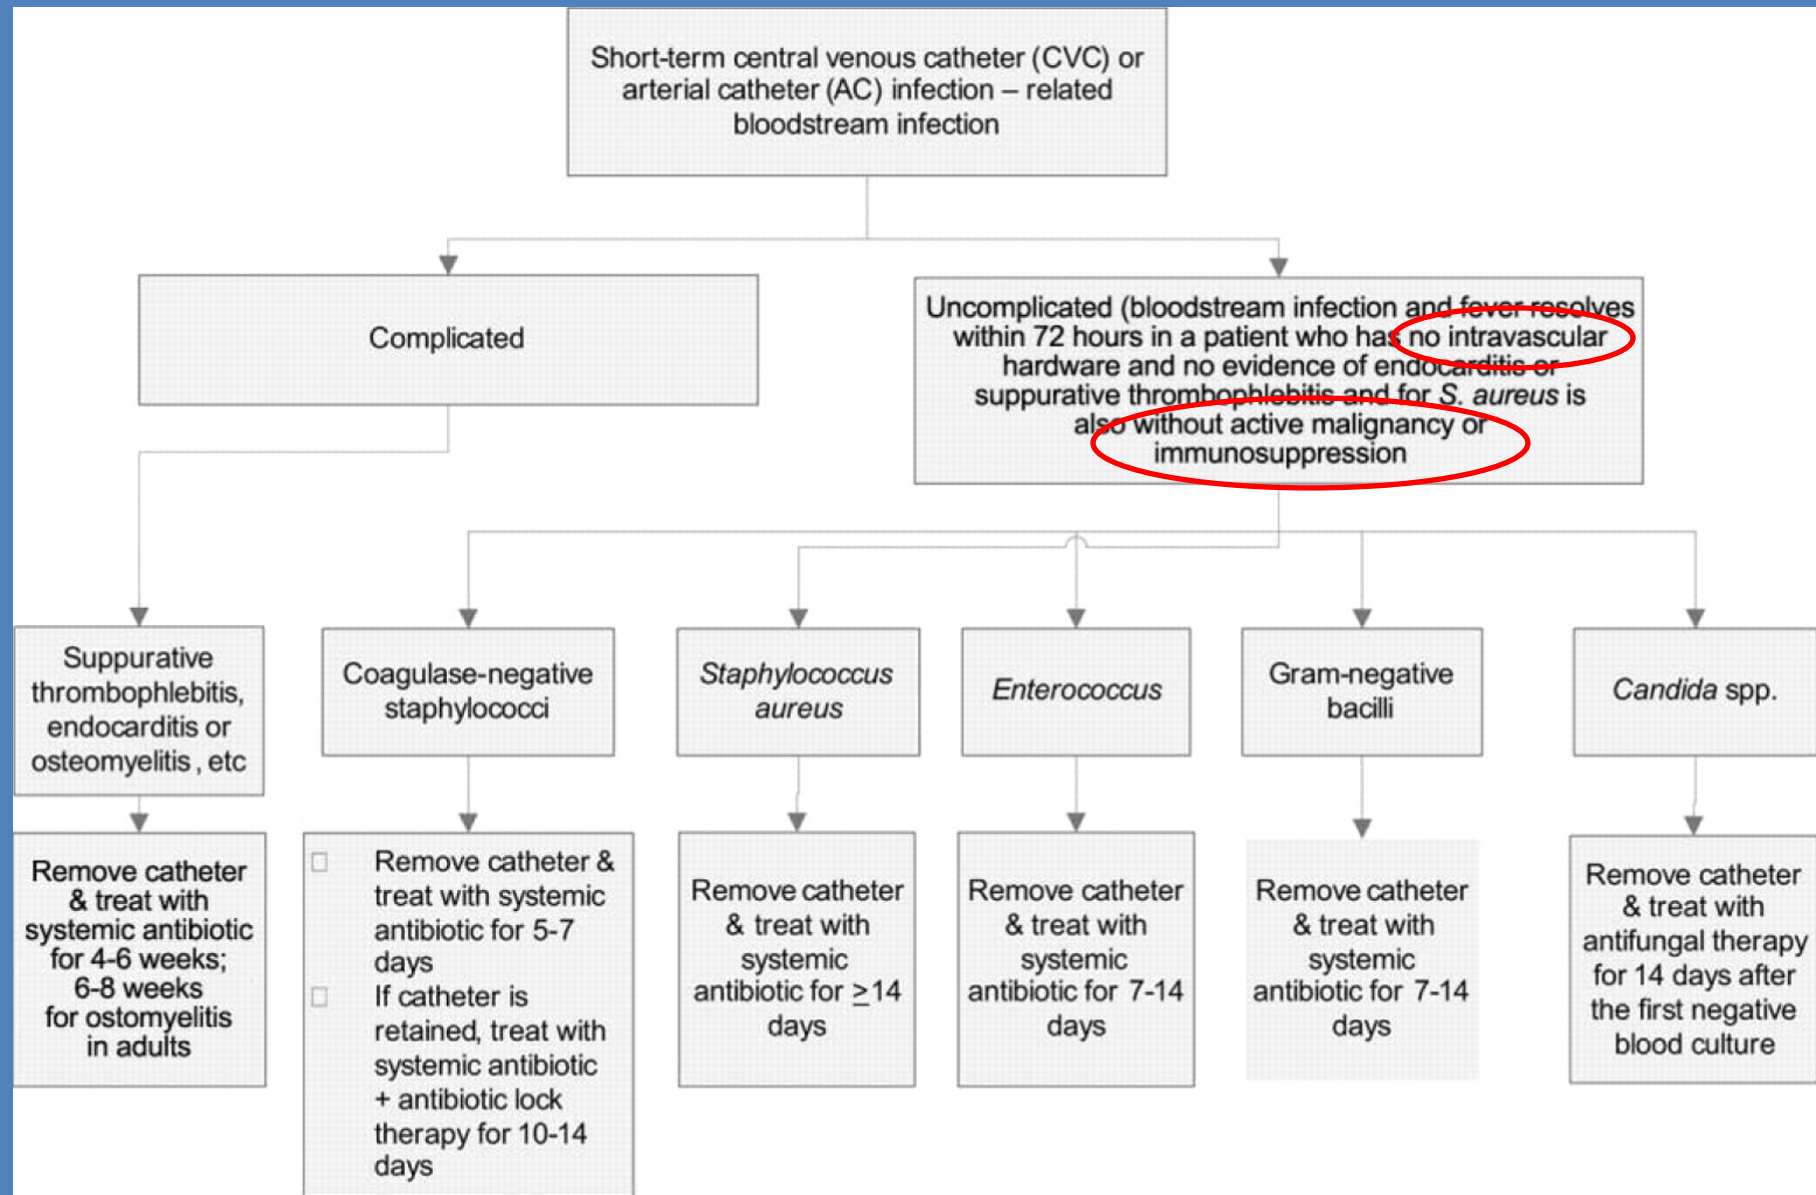 Short-term central venous catheter (CVC) or
arterial catheter (AC) infection – related
bloodstream infection
Complicated
Uncomplicated (bloodstream infection and fever resolves
within 72 hours in a patient who has no intravascular
hardware and no evidence of endocarditis or
suppurative thrombophlebitis and for S. aureus is
also without active malignancy or
immunosuppression
Suppurative
thrombophlebitis,
endocarditis or
osteomyelitis , etc
Coagulase-negative
staphylococci
Staphylococcus
aureus
Enterococcus
Gram-negative
bacilli
Candida spp.
Remove catheter
& treat with
systemic antibiotic
for 4-6 weeks;
6-8 weeks
for ostomyelitis
in adults
Remove catheter &
treat with systemic
antibiotic for 5-7
days
If catheter is
retained, treat with
systemic antibiotic
+ antibiotic lock
therapy for 10-14
days
Remove catheter
& treat with
systemic
antibiotic for ≥14
days
Remove catheter
& treat with
systemic
antibiotic for 7-14
days
Remove catheter
& treat with
systemic
antibiotic for 7-14
days
Remove catheter
& treat with
antifungal therapy
for 14 days after
the first negative
blood culture